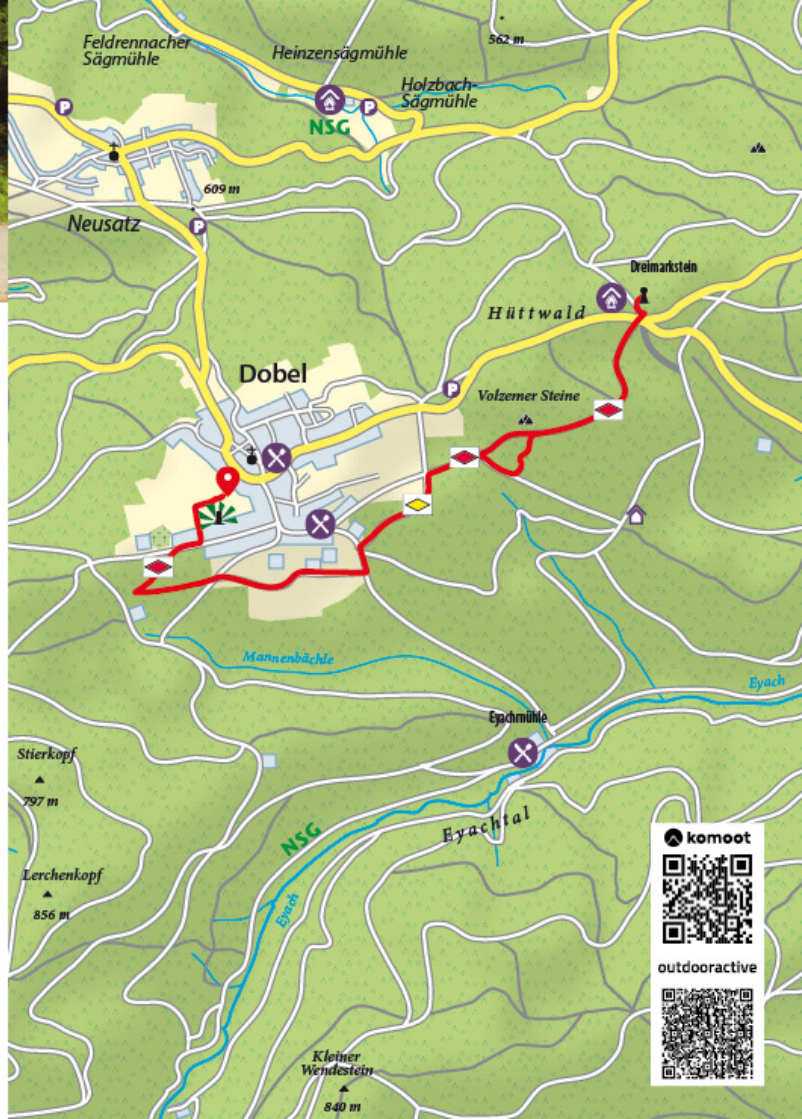 Feldrennacher
Sägmühle
Heinzensägmühle
562 m
Holzbach-
Sägmühle
P
P
NSG
609 m
Neusatz
P
Dreimarkstein
Hüttwald
Dobel
P
Volzemer Steine
Mannenbächle
Eyach
Eyachmühle
Stierkopf
797 m
NSG
Eyachtal
komoot
Lerchenkopf
856 m
Eyach
outdooractive
Kleiner
Wendestein
840 m